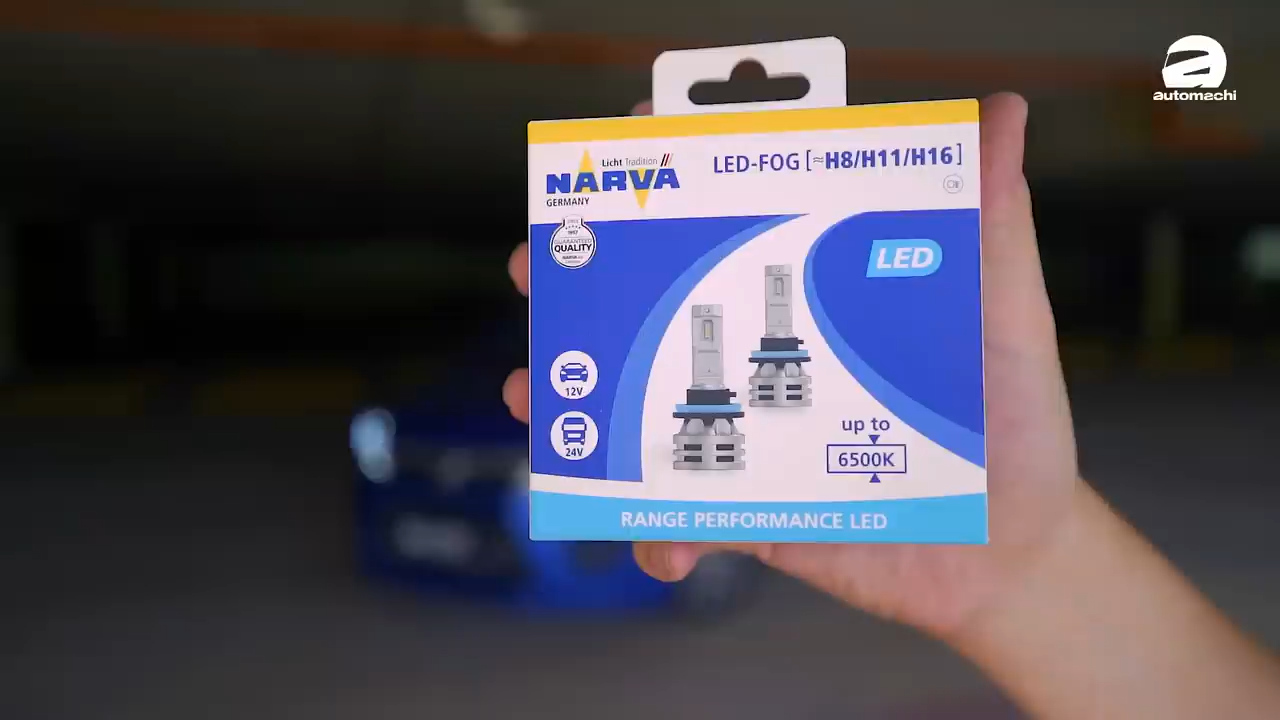 automachi
Licht Tradition
NARVA
GERMANY
LED-FOG [≈H8/H11/H16]
GUARANTEED
QUALITY
LED
12V
24V
up to
6500K
RANGE PERFORMANCE LED